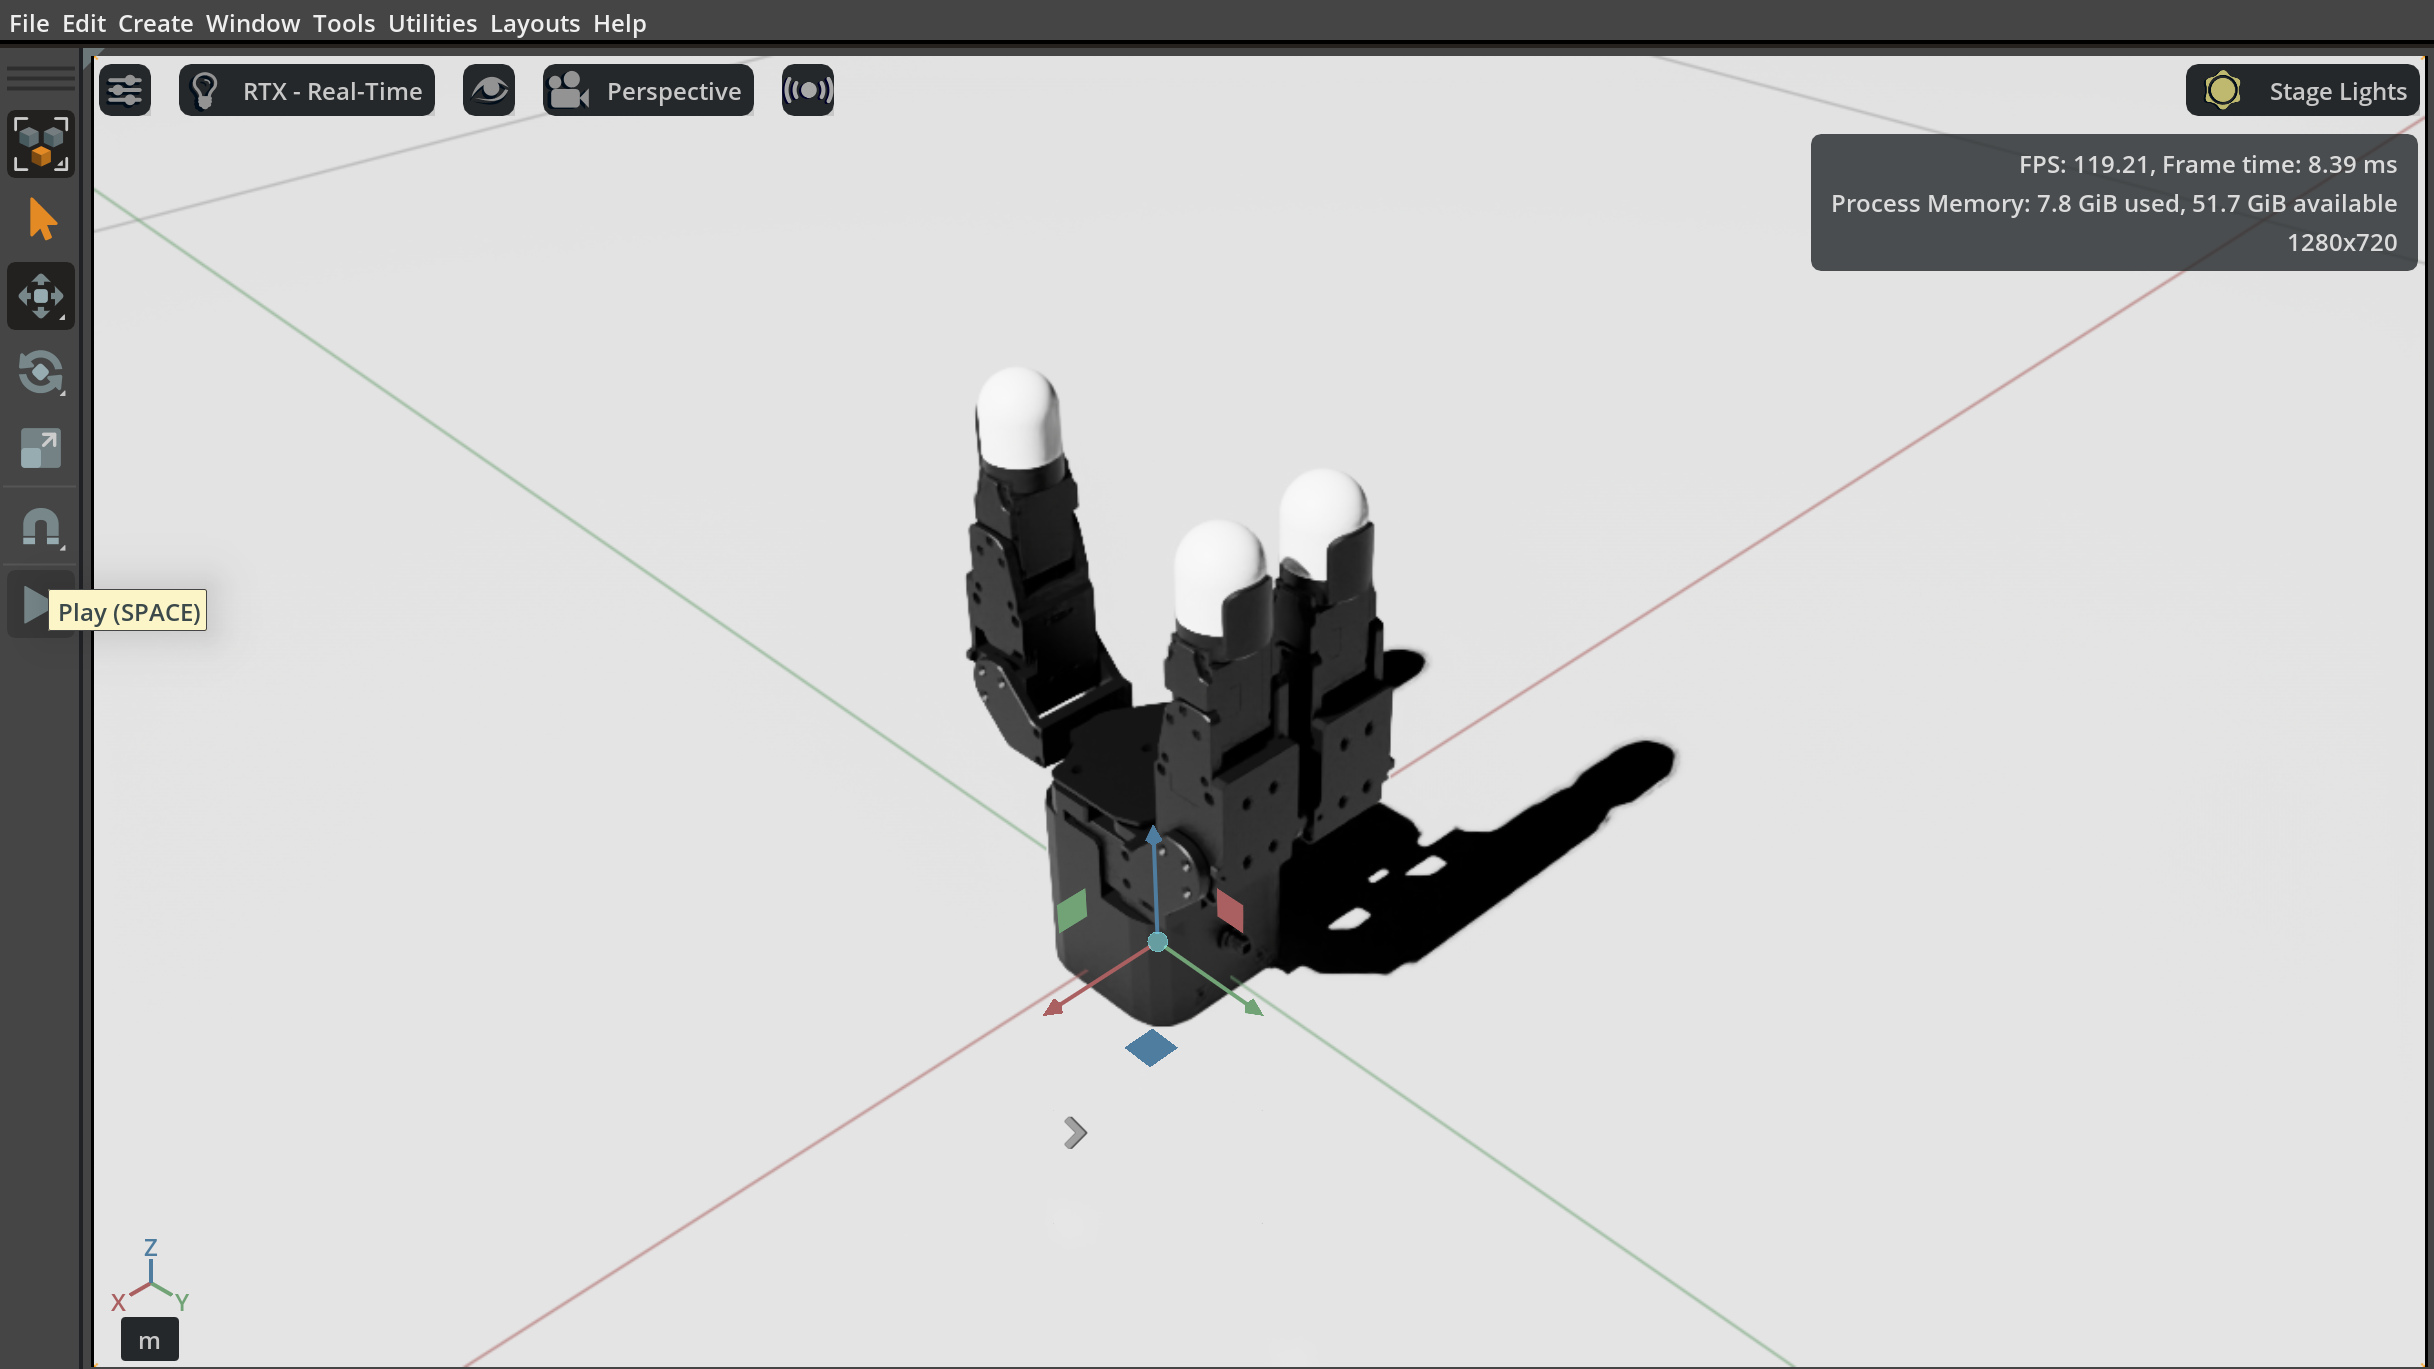 File Edit Create Window Tools Utilities Layouts Help
RTX - Real-Time
Perspective
Stage Lights
FPS: 119.21, Frame time: 8.39 ms
Process Memory: 7.8 GiB used, 51.7 GiB available
1280x720
Play (SPACE)
Z
X Y
m